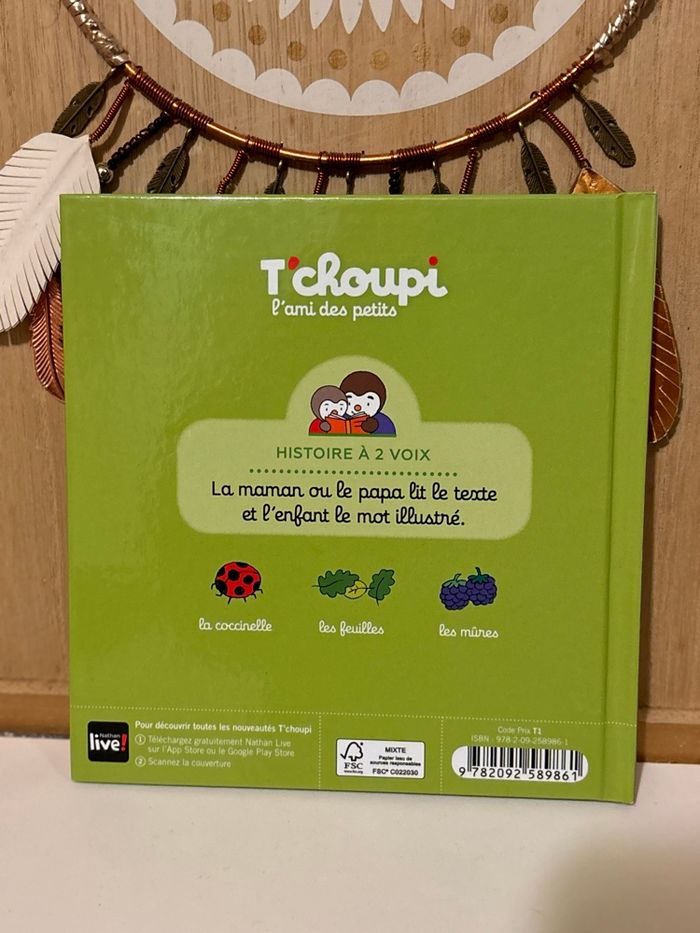 T'choupi
l'ami des petits
HISTOIRE À 2 VOIX
La maman ou le papa lit le texte
et l'enfant le mot illustré.
la coccinelle
les feuilles
les mûres
Nathan
live!
Pour découvrir toutes les nouveautés T'choupi
1 Téléchargez gratuitement Nathan Live
sur l'App Store ou le Google Play Store
2 Scannez la couverture
FSC
www.fsc.org
MIXTE
Papier issu de
sources responsables
FSC® C022030
Code Prix T1
ISBN : 978-2-09-258986-1
9 782092 589861